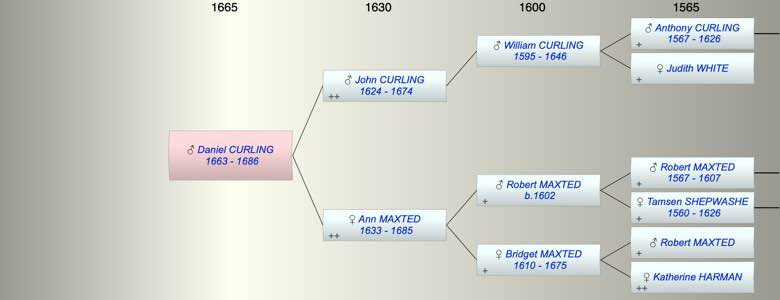 1665 1630 1600 1565
♂ Anthony CURLING
1567 - 1626
+
♂ William CURLING
1595 - 1646
+
♀ Judith WHITE
+
♂ John CURLING
1624 - 1674
++
♂ Daniel CURLING
1663 - 1686
♂ Robert MAXTED
1567 - 1607
+
♂ Robert MAXTED
b.1602
+
♀ Tamsen SHEPWASHE
1560 - 1626
+
♀ Ann MAXTED
1633 - 1685
++
♂ Robert MAXTED
+
♀ Bridget MAXTED
1610 - 1675
+
♀ Katherine HARMAN
++